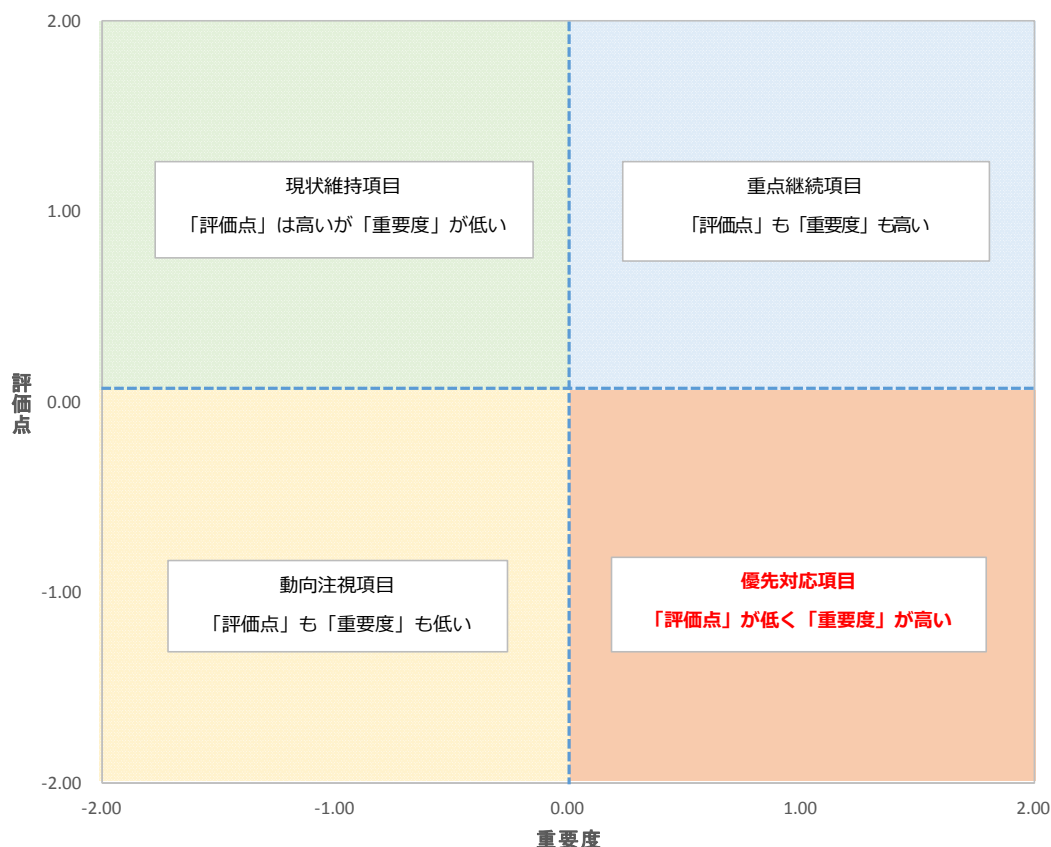 2.00
現状維持項目
「評価点」は高いが「重要度」が低い
重点継続項目
「評価点」も「重要度」も高い
1.00
評価点
0.00
動向注視項目
「評価点」も「重要度」も低い
優先対応項目
「評価点」が低く「重要度」が高い
-1.00
-2.00
-2.00 -1.00 0.00 1.00 2.00
重要度